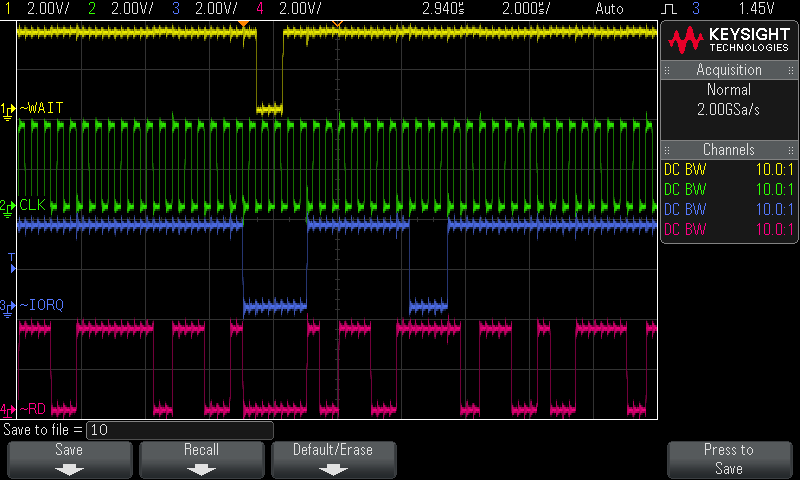 1 2.00V/ 2 2.00V/ 3 2.00V/ 4 2.00V/ 2.940s 2.000s/ Auto 3 1.45V
KEYSIGHT
TECHNOLOGIES
Acquisition
Normal
2.00GSa/s
Channels
DC BW 10.0:1
DC BW 10.0:1
DC BW 10.0:1
DC BW 10.0:1
1 ~WAIT
2 CLK
T
3 ~IORQ
4 ~RD
Save to file = 10
Save
Recall
Default/Erase
Press to
Save